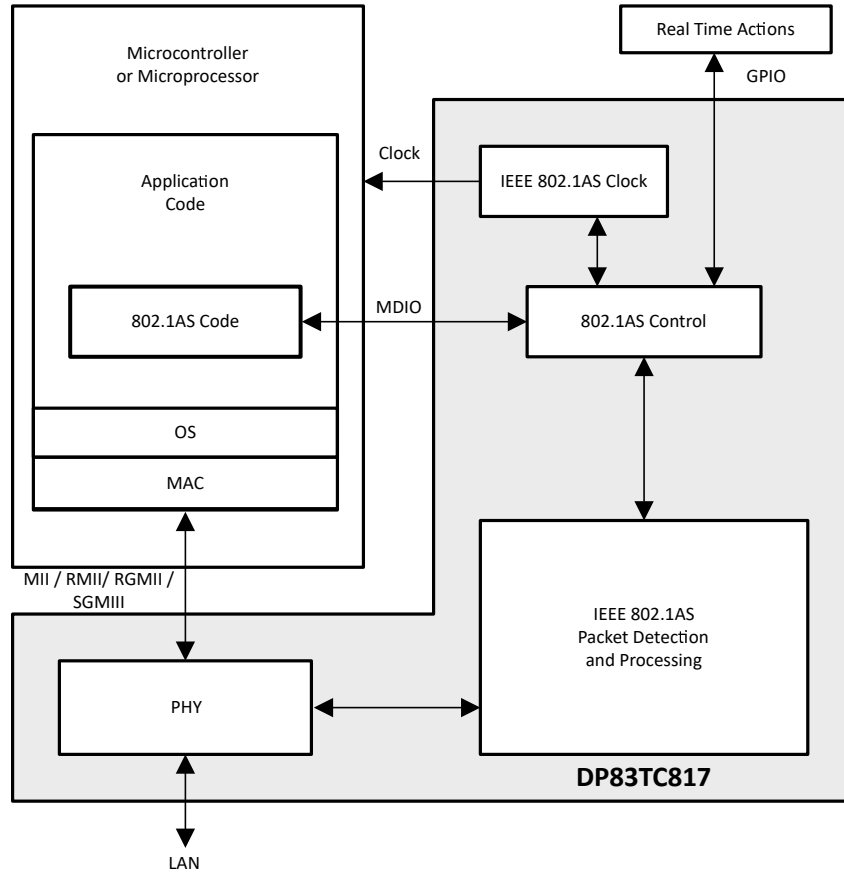 Real Time Actions
GPIO
Microcontroller
or Microprocessor
Clock
IEEE 802.1AS Clock
Application
Code
802.1AS Code
MDIO
802.1AS Control
OS
MAC
MII / RMII/ RGMII /
SGMIII
IEEE 802.1AS
Packet Detection
and Processing
PHY
DP83TC817
LAN